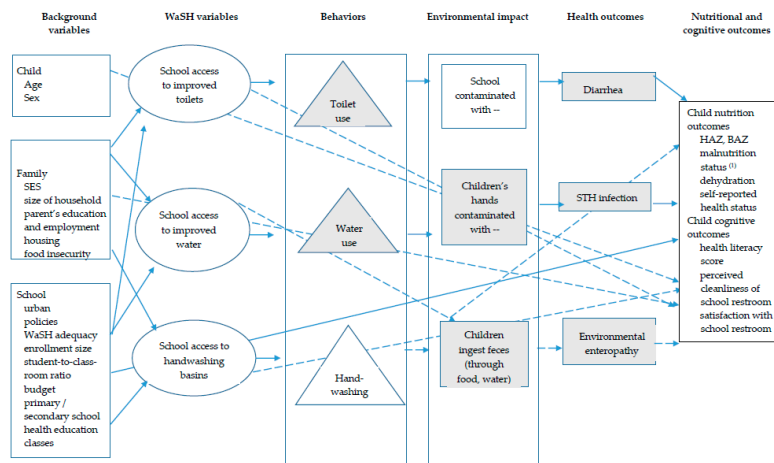 Background
variables
WaSH variables
Behaviors
Environmental impact
Health outcomes
Nutritional and
cognitive outcomes
Child
Age
Sex
Family
SES
size of household
parent's education
and employment
housing
food insecurity
School
urban
policies
WaSH adequacy
enrollment size
student-to-class-
room ratio
budget
primary /
secondary school
health education
classes
School access
to improved
toilets
School access
to improved
water
School access to
handwashing
basins
Toilet
use
Water
use
Hand-
washing
School
contaminated
with --
Children's
hands
contaminated
with --
Children
ingest feces
(through
food, water)
Diarrhea
STH infection
Environmental
enteropathy
Child nutrition
outcomes
HAZ, BAZ
malnutrition
status (1)
dehydration
self-reported
health status
Child cognitive
outcomes
health literacy
score
perceived
cleanliness of
school restroom
satisfaction with
school restroom